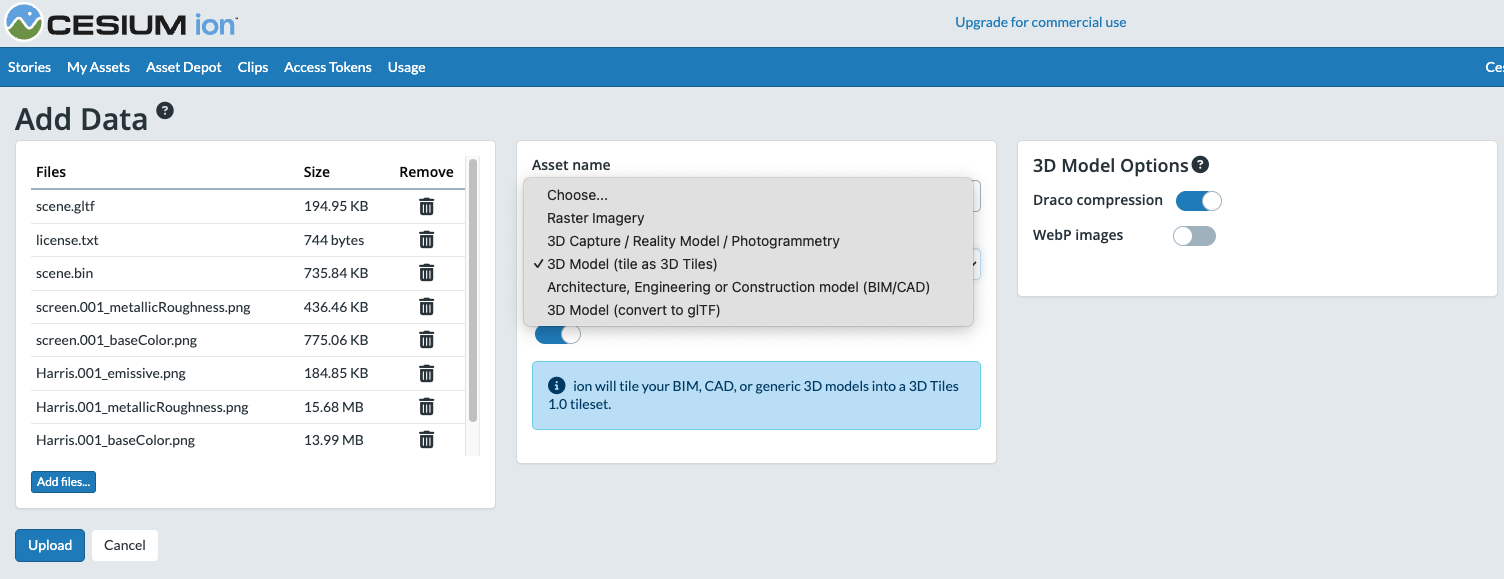 CESIUM ion
Upgrade for commercial use
Stories My Assets Asset Depot Clips Access Tokens Usage
Add Data ?
Files Size Remove
scene.gltf 194.95 KB
license.txt 744 bytes
scene.bin 735.84 KB
screen.001_metallicRoughness.png 436.46 KB
screen.001_baseColor.png 775.06 KB
Harris.001_emissive.png 184.85 KB
Harris.001_metallicRoughness.png 15.68 MB
Harris.001_baseColor.png 13.99 MB
Add files...
Upload Cancel
Asset name
Choose...
Raster Imagery
3D Capture / Reality Model / Photogrammetry
✓ 3D Model (tile as 3D Tiles)
Architecture, Engineering or Construction model (BIM/CAD)
3D Model (convert to glTF)
ion will tile your BIM, CAD, or generic 3D models into a 3D Tiles
1.0 tileset.
3D Model Options ?
Draco compression
WebP images